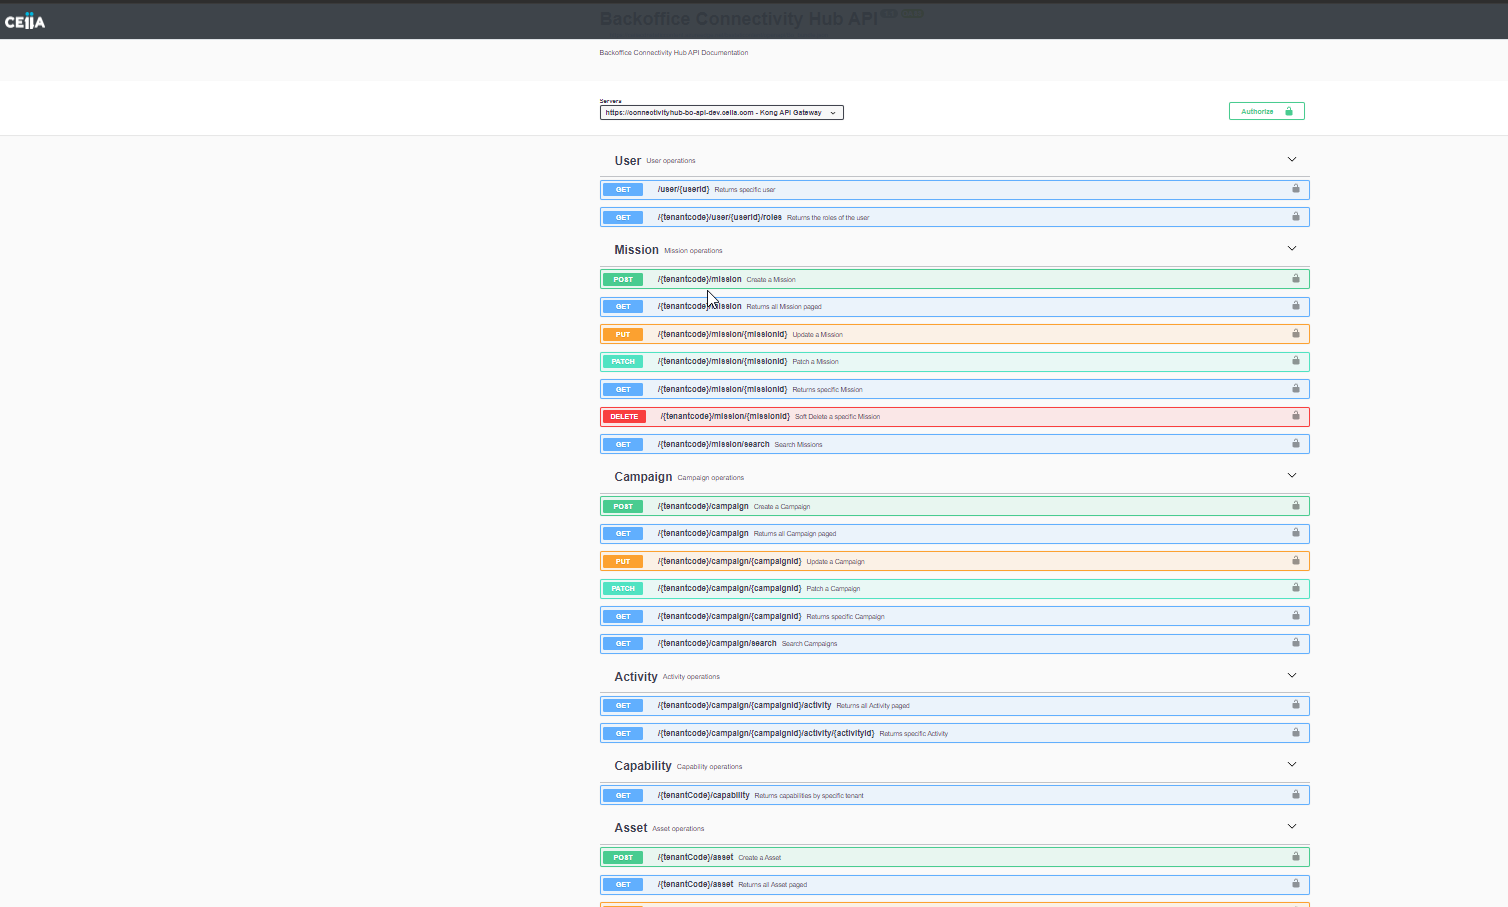 CEiiA
Backoffice Connectivity Hub API
Backoffice Connectivity Hub API Documentation
Servers
https://connectivityhub-bo-api-dev.ceiia.com - Kong API Gateway
Authorize
User User operations
GET /user/{userId} Returns specific user
GET /{tenantcode}/user/{userId}/roles Returns the roles of the user
Mission Mission operations
POST /{tenantcode}/mission Create a Mission
GET /{tenantcode}/mission Returns all Mission paged
PUT /{tenantcode}/mission/{missionId} Update a Mission
PATCH /{tenantcode}/mission/{missionId} Patch a Mission
GET /{tenantcode}/mission/{missionId} Returns specific Mission
DELETE /{tenantcode}/mission/{missionId} Soft Delete a specific Mission
GET /{tenantcode}/mission/search Search Missions
Campaign Campaign operations
POST /{tenantcode}/campaign Create a Campaign
GET /{tenantcode}/campaign Returns all Campaign paged
PUT /{tenantcode}/campaign/{campaignId} Update a Campaign
PATCH /{tenantcode}/campaign/{campaignId} Patch a Campaign
GET /{tenantcode}/campaign/{campaignId} Returns specific Campaign
GET /{tenantcode}/campaign/search Search Campaigns
Activity Activity operations
GET /{tenantcode}/campaign/{campaignId}/activity Returns all Activity paged
GET /{tenantcode}/campaign/{campaignId}/activity/{activityId} Returns specific Activity
Capability Capability operations
GET /{tenantCode}/capability Returns capabilities by specific tenant
Asset Asset operations
POST /{tenantCode}/asset Create a Asset
GET /{tenantCode}/asset Returns all Asset paged